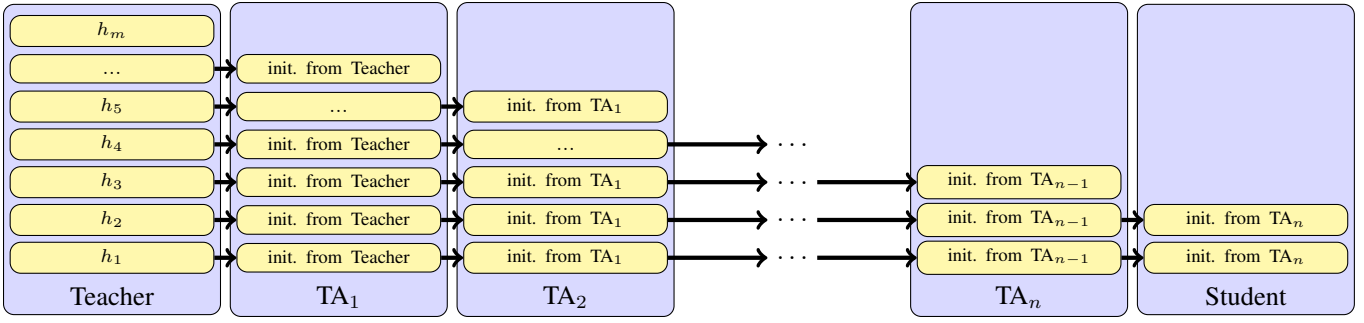 h_m
...
init. from Teacher
h_5
...
init. from TA_1
h_4
init. from Teacher
...
· · ·
h_3
init. from Teacher
init. from TA_1
· · ·
init. from TA_{n−1}
h_2
init. from Teacher
init. from TA_1
· · ·
init. from TA_{n−1}
init. from TA_n
h_1
init. from Teacher
init. from TA_1
· · ·
init. from TA_{n−1}
init. from TA_n
Teacher
TA_1
TA_2
TA_n
Student